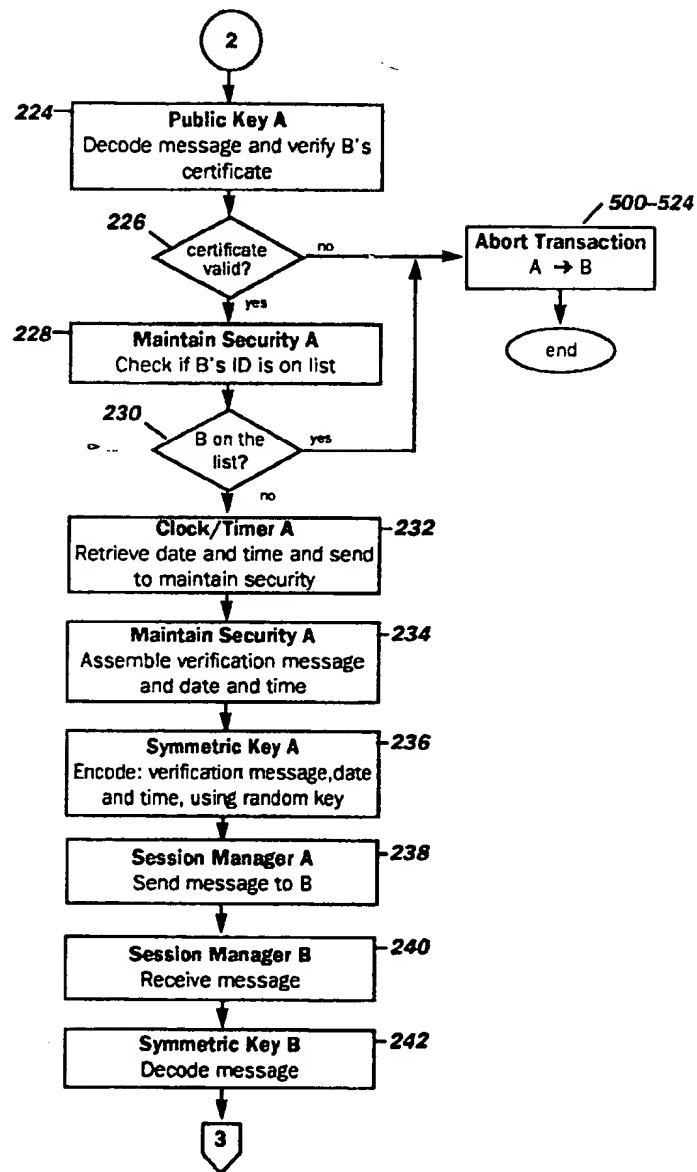 2
224
Public Key A
Decode message and verify B's
certificate
226
certificate
valid?
no
yes
500-524
Abort Transaction
A → B
end
228
Maintain Security A
Check if B's ID is on list
230
B on the
list?
yes
no
Clock/Timer A
232
Retrieve date and time and send
to maintain security
Maintain Security A
234
Assemble verification message
and date and time
Symmetric Key A
236
Encode: verification message,date
and time, using random key
Session Manager A
238
Send message to B
Session Manager B
240
Receive message
Symmetric Key B
242
Decode message
3